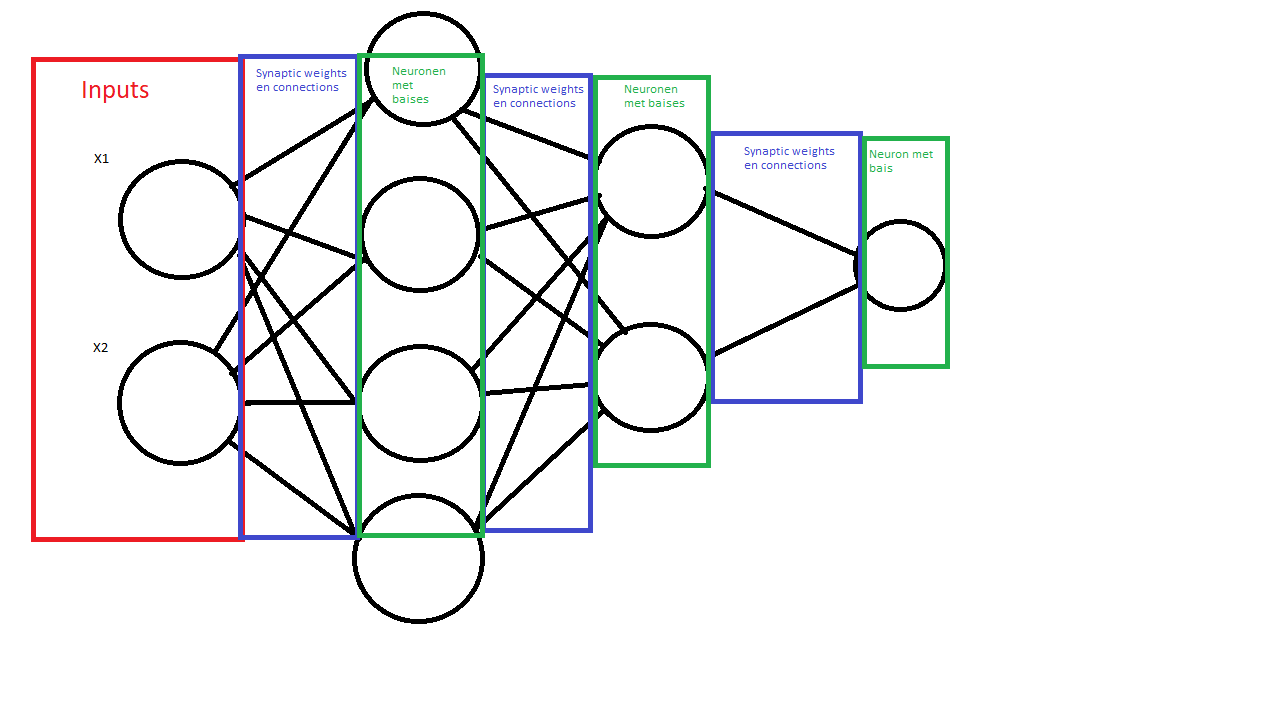 Inputs
X1
X2
Synaptic weights
en connections
Neuronen
met
baises
Synaptic weights
en connections
Neuronen
met baises
Synaptic weights
en connections
Neuron met
bais